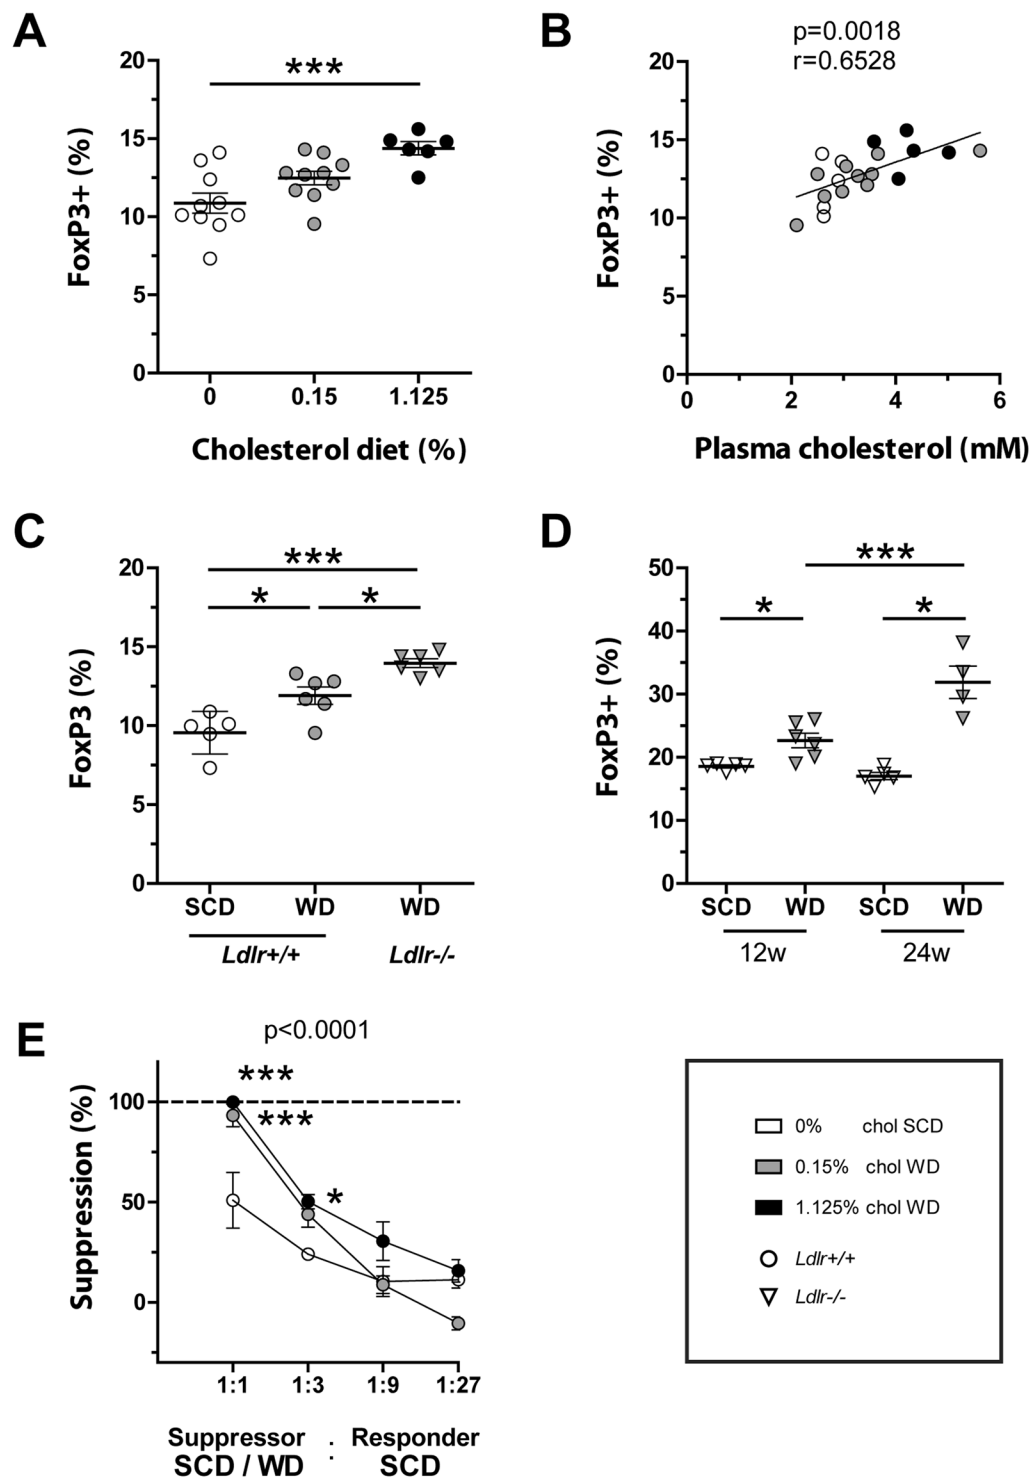 A
20
15
10
5
0
FoxP3+ (%)
***
0 0.15 1.125
Cholesterol diet (%)
B
p=0.0018
r=0.6528
20
15
10
5
0
FoxP3+ (%)
0 2 4 6
Plasma cholesterol (mM)
C
20
15
10
5
0
FoxP3 (%)
***
* *
SCD WD WD
Ldlr+/+ Ldlr-/-
D
50
40
30
20
10
0
FoxP3+ (%)
***
* *
SCD WD SCD WD
12w 24w
E
p<0.0001
100
50
0
Suppression (%)
***
***
*
1:1 1:3 1:9 1:27
Suppressor : Responder
SCD / WD SCD
0% chol SCD
0.15% chol WD
1.125% chol WD
Ldlr+/+
Ldlr-/-